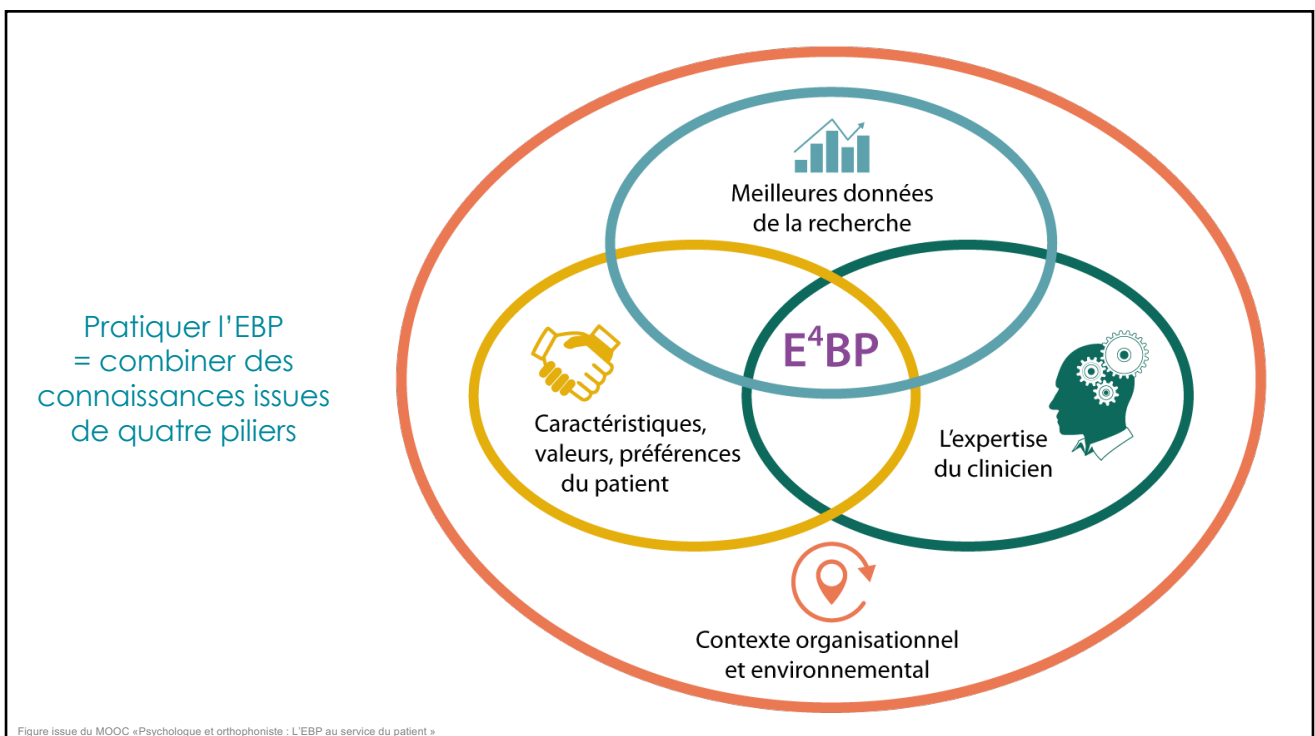 Pratiquer l’EBP
= combiner des
connaissances issues
de quatre piliers
Meilleures données
de la recherche
E⁴BP
Caractéristiques,
valeurs, préférences
du patient
L’expertise
du clinicien
Contexte organisationnel
et environnemental
Figure issue du MOOC «Psychologue et orthophoniste : L’EBP au service du patient »